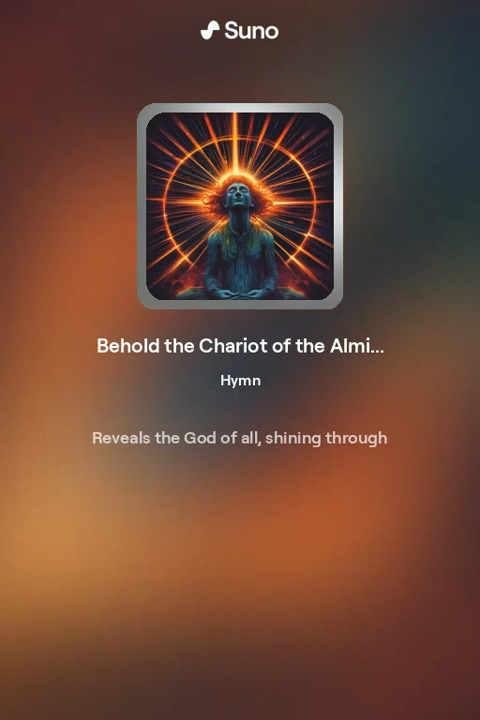 Suno
Behold the Chariot of the Almi...
Hymn
Reveals the God of all, shining through